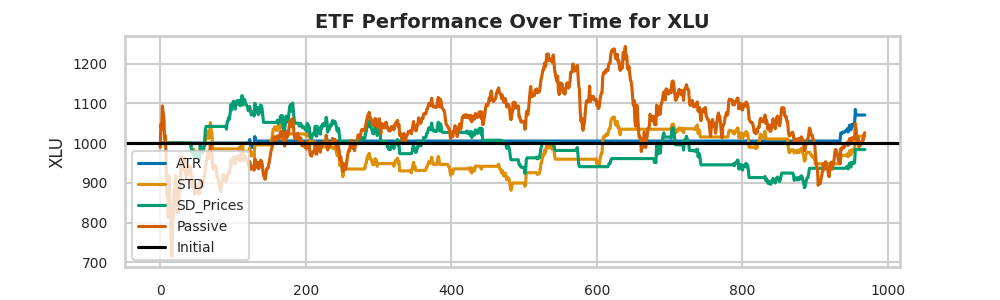 ETF Performance Over Time for XLU
1200
1100
1000
900
800
700
XLU
ATR
STD
SD_Prices
Passive
Initial
0 200 400 600 800 1000